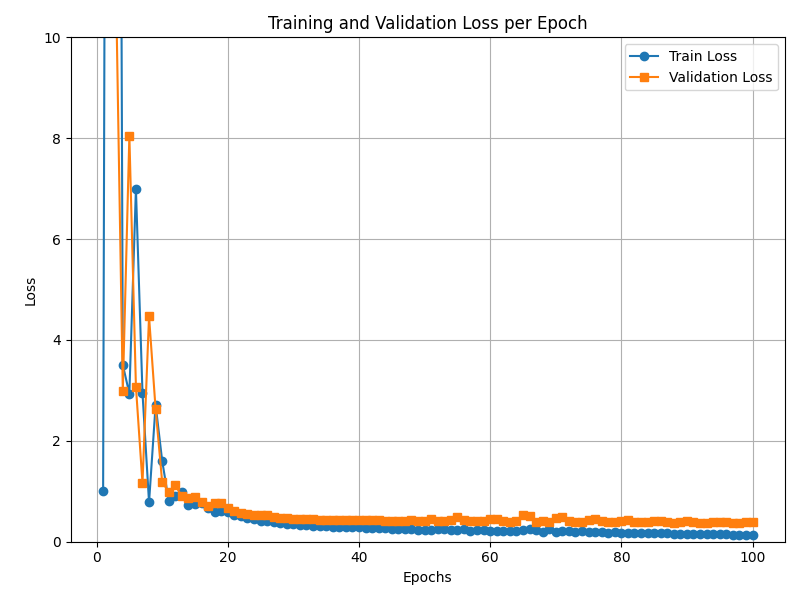 Training and Validation Loss per Epoch
Train Loss
Validation Loss
Loss
10
8
6
4
2
0
0 20 40 60 80 100
Epochs